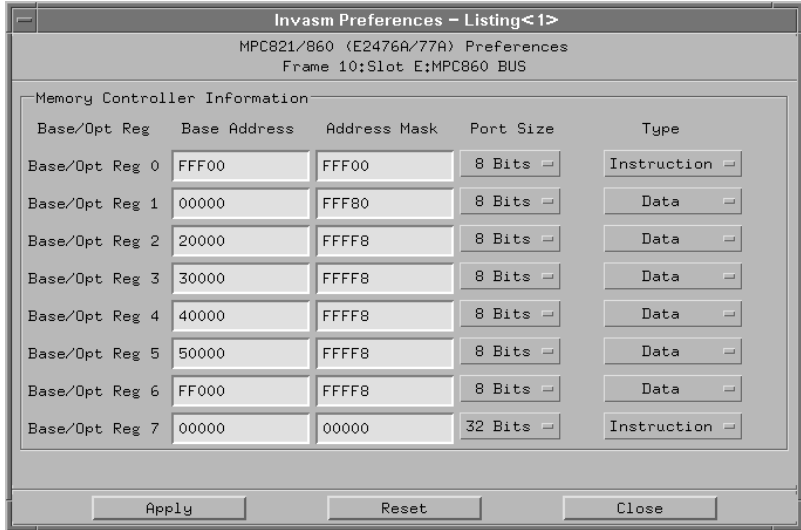 Invasm Preferences – Listing<1>
MPC821/860 (E2476A/77A) Preferences
Frame 10:Slot E:MPC860 BUS
Memory Controller Information
Base/Opt Reg Base Address Address Mask Port Size Type
Base/Opt Reg 0 FFF00 FFF00 8 Bits Instruction
Base/Opt Reg 1 00000 FFF80 8 Bits Data
Base/Opt Reg 2 20000 FFFF8 8 Bits Data
Base/Opt Reg 3 30000 FFFF8 8 Bits Data
Base/Opt Reg 4 40000 FFFF8 8 Bits Data
Base/Opt Reg 5 50000 FFFF8 8 Bits Data
Base/Opt Reg 6 FF000 FFFF8 8 Bits Data
Base/Opt Reg 7 00000 00000 32 Bits Instruction
Apply Reset Close